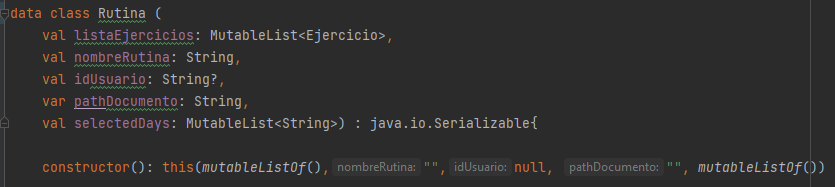 data class Rutina (
val listaEjercicios: MutableList<Ejercicio>,
val nombreRutina: String,
val idUsuario: String?,
var pathDocumento: String,
val selectedDays: MutableList<String>) : java.io.Serializable{
constructor(): this(mutableListOf(), nombreRutina: "", idUsuario: null, pathDocumento: "", mutableListOf())